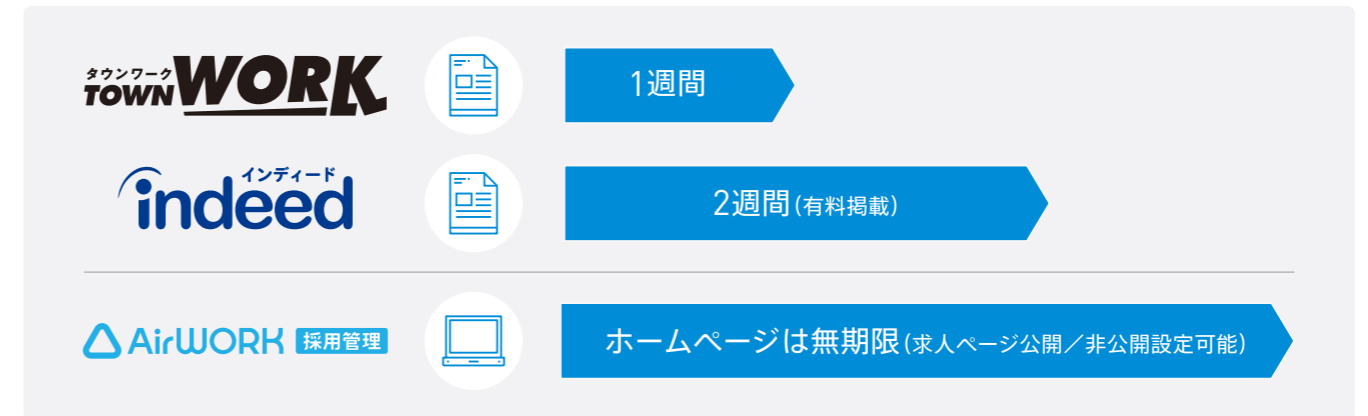 タウンワーク
TOWN WORK
1週間
インディード
indeed
2週間(有料掲載)
AirWORK 採用管理
ホームページは無期限(求人ページ公開/非公開設定可能)